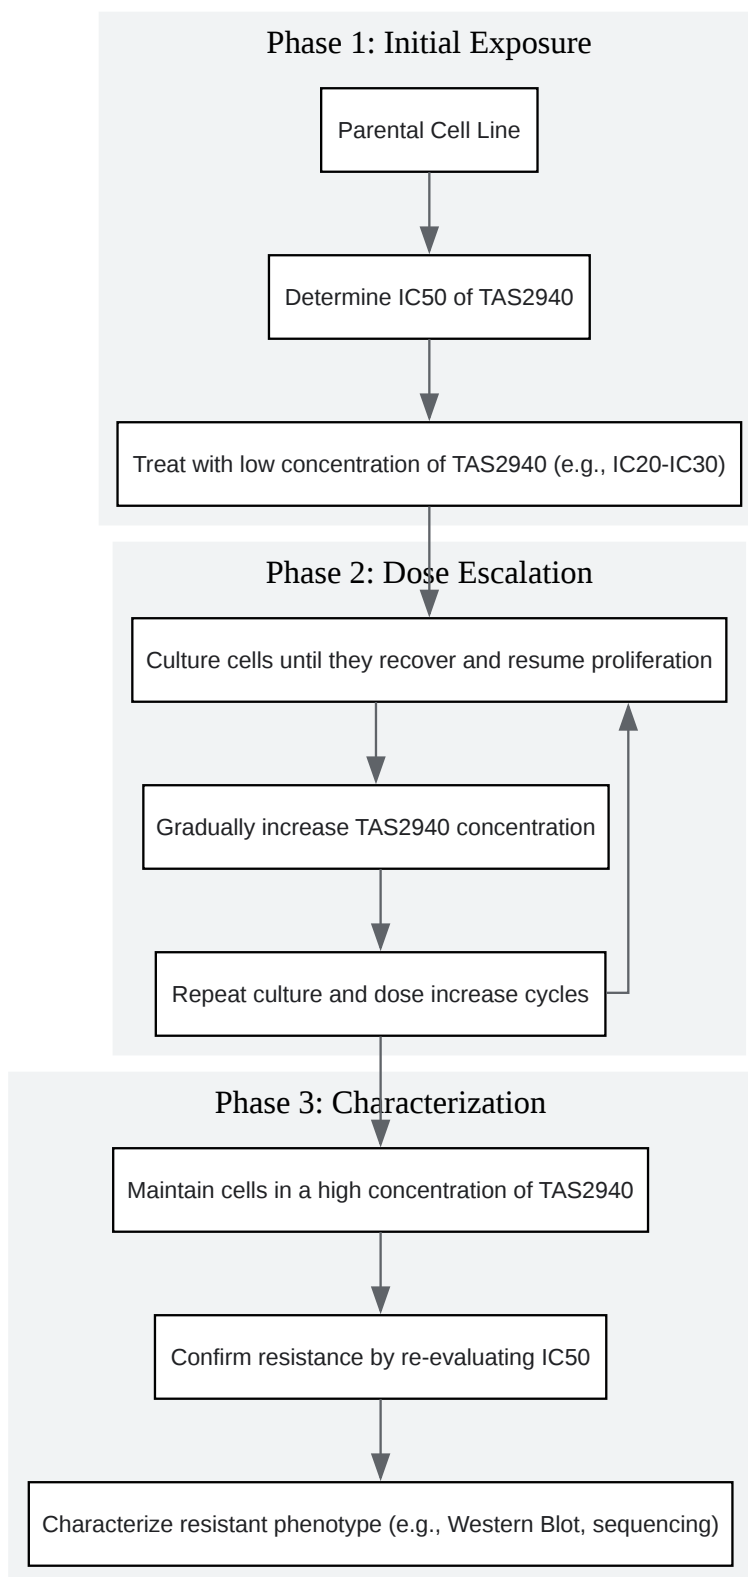 Phase 1: Initial Exposure
Parental Cell Line
Determine IC50 of TAS2940
Treat with low concentration of TAS2940 (e.g., IC20-IC30)
Phase 2: Dose Escalation
Culture cells until they recover and resume proliferation
Gradually increase TAS2940 concentration
Repeat culture and dose increase cycles
Phase 3: Characterization
Maintain cells in a high concentration of TAS2940
Confirm resistance by re-evaluating IC50
Characterize resistant phenotype (e.g., Western Blot, sequencing)